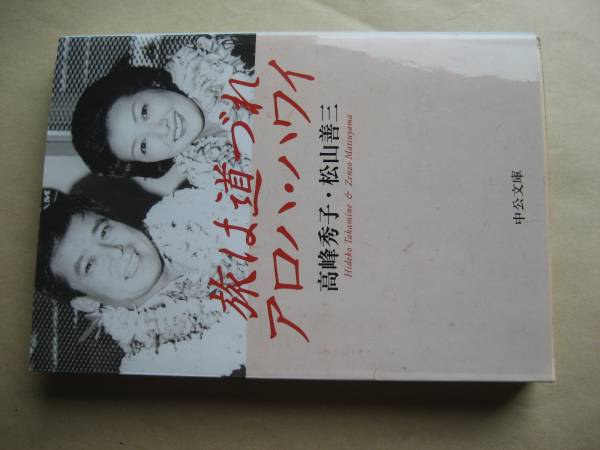 旅は道づれ
アロハ・ハワイ
高峰秀子・松山善三
Hideko Takamine & Zenzo Matsuyama
中公文庫